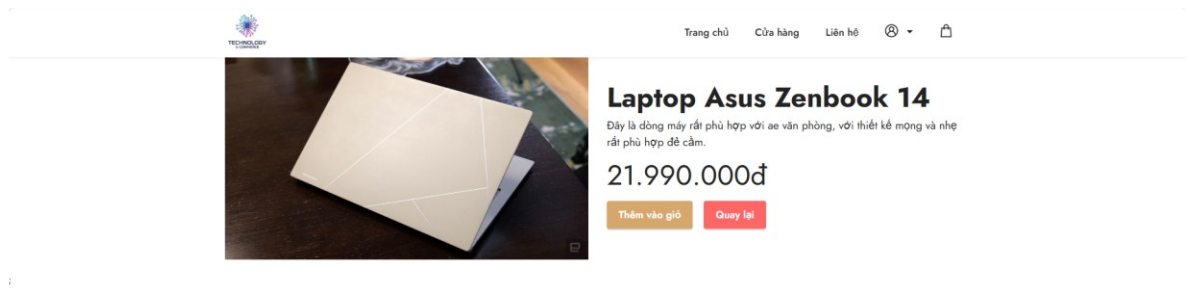 TECHNOLOGY
E-COMMERCE
Trang chủ
Cửa hàng
Liên hệ
Laptop Asus Zenbook 14
Đây là dòng máy rất phù hợp với ae văn phòng, với thiết kế mỏng và nhẹ
rất phù hợp để cầm.
21.990.000đ
Thêm vào giỏ
Quay lại
;